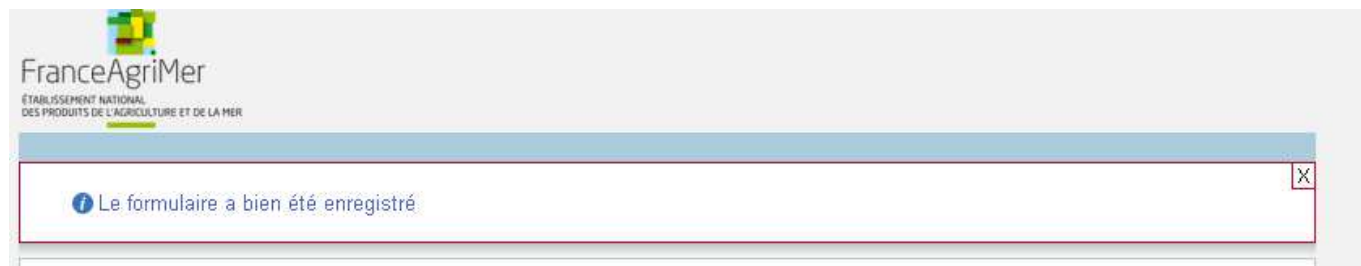 FranceAgriMer
ÉTABLISSEMENT NATIONAL
DES PRODUITS DE L'AGRICULTURE ET DE LA MER
X
Le formulaire a bien été enregistré